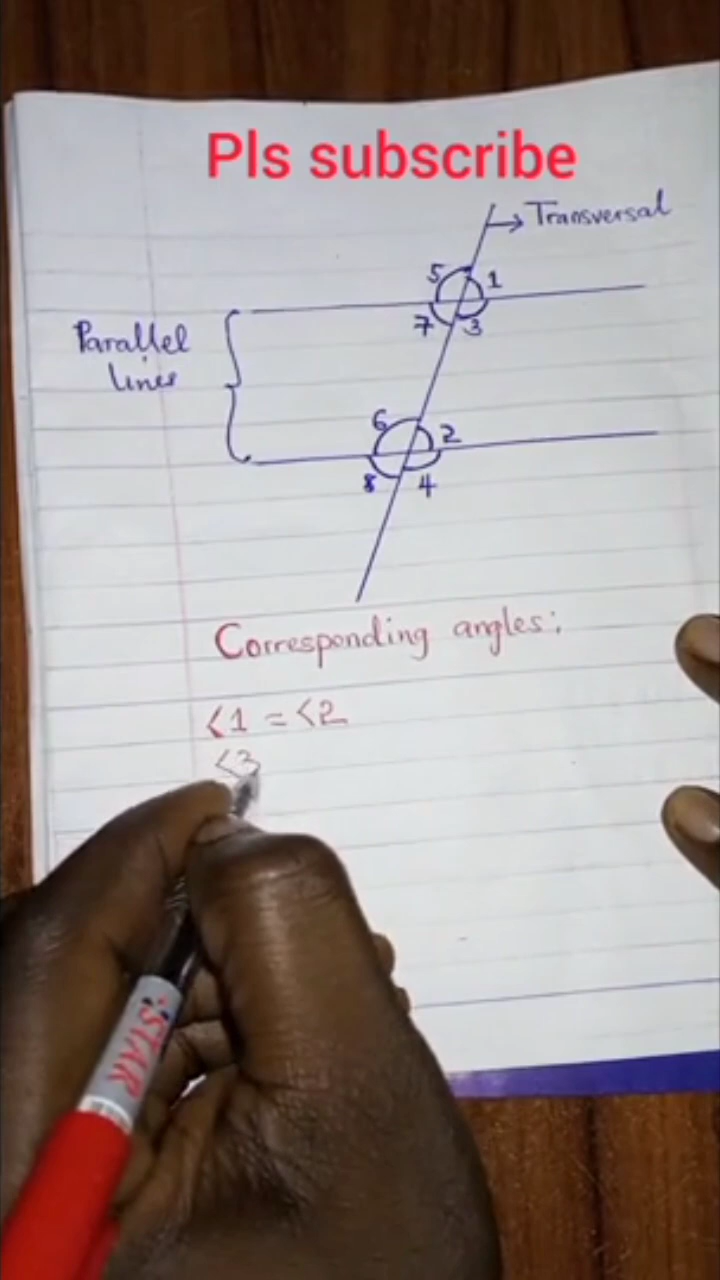 Pls subscribe
Transversal
5 1
7 3
Parallel
lines
6 2
8 4
Corresponding angles:
<1 = <2
<3
STAR